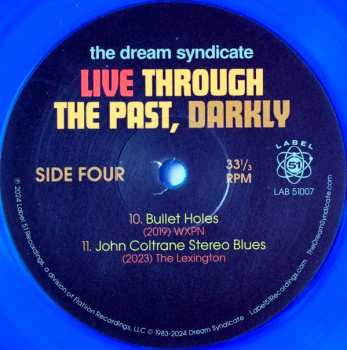 the dream syndicate
LIVE THROUGH
THE PAST, DARKLY
SIDE FOUR
33⅓
RPM
LABEL
51
LAB 51007
10. Bullet Holes
(2019) WXPN
11. John Coltrane Stereo Blues
(2023) The Lexington
℗ 2024 Label 51 Recordings, a division of Fiction Recordings, LLC © 1983-2024 Dream Syndicate
Label51Recordings.com
TheDreamSyndicate.com